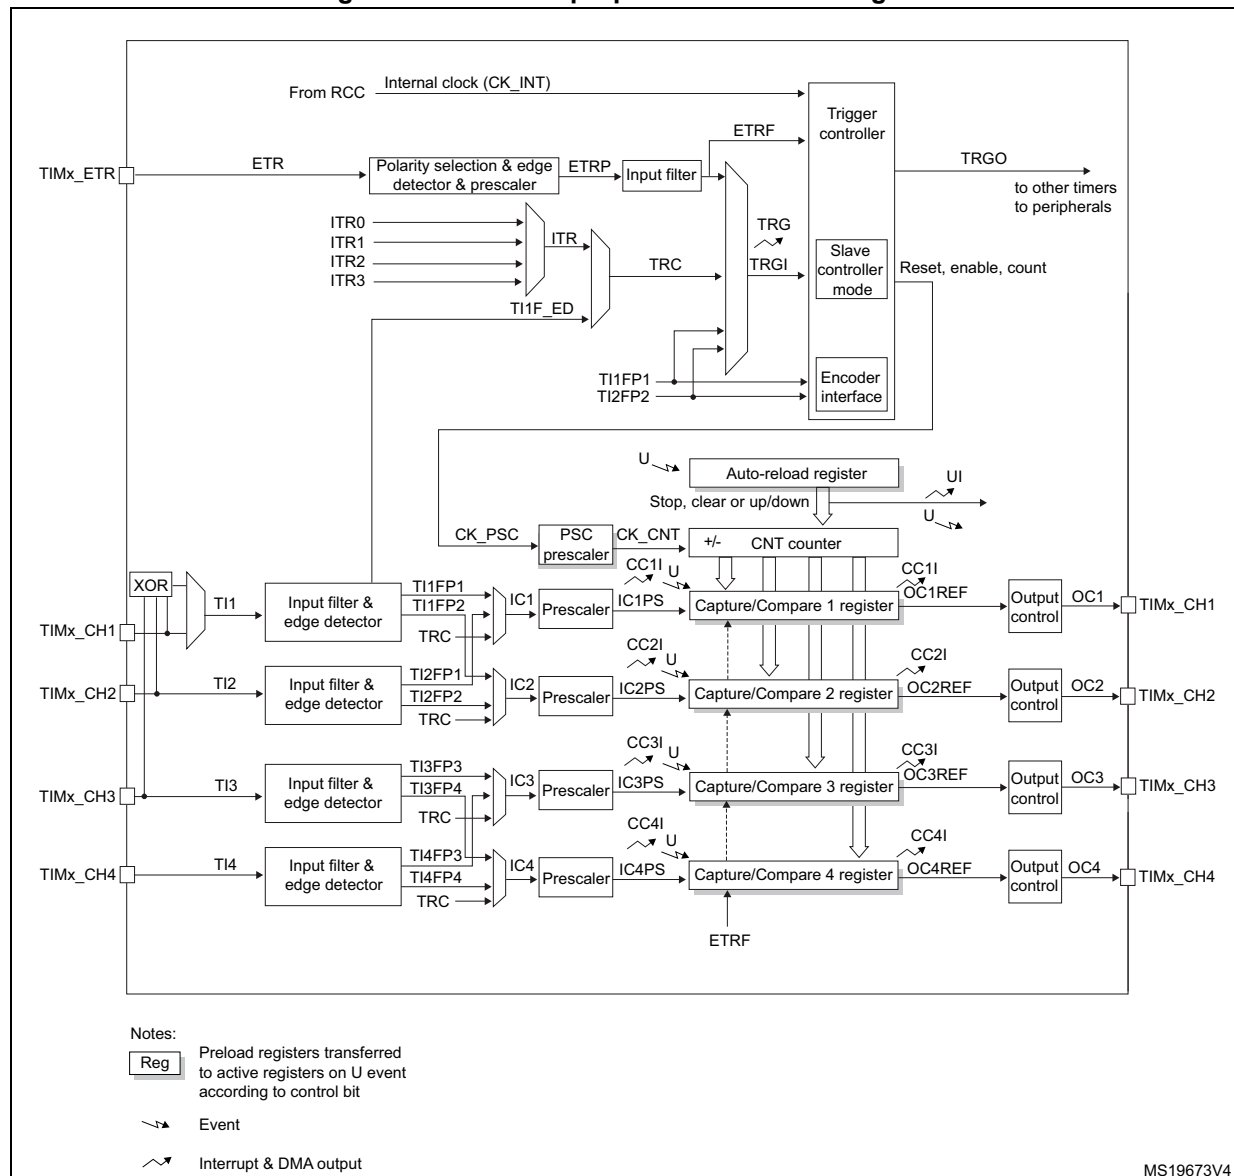 Internal clock (CK_INT)
From RCC
Trigger
controller
ETRF
TIMx_ETR
ETR
Polarity selection & edge
detector & prescaler
ETRP
Input filter
TRGO
to other timers
to peripherals
ITR0
ITR1
ITR2
ITR3
ITR
TRC
TRG
TRGI
Slave
controller
mode
Reset, enable, count
TI1F_ED
TI1FP1
TI2FP2
Encoder
interface
U
Auto-reload register
UI
Stop, clear or up/down
U
CK_PSC
PSC
prescaler
CK_CNT
+/-
CNT counter
XOR
TI1
TIMx_CH1
Input filter &
edge detector
TI1FP1
TI1FP2
TRC
IC1
Prescaler
IC1PS
CC1I
U
Capture/Compare 1 register
CC1I
OC1REF
Output
control
OC1
TIMx_CH1
TIMx_CH2
TI2
Input filter &
edge detector
TI2FP1
TI2FP2
TRC
IC2
Prescaler
IC2PS
CC2I
U
Capture/Compare 2 register
CC2I
OC2REF
Output
control
OC2
TIMx_CH2
TIMx_CH3
TI3
Input filter &
edge detector
TI3FP3
TI3FP4
TRC
IC3
Prescaler
IC3PS
CC3I
U
Capture/Compare 3 register
CC3I
OC3REF
Output
control
OC3
TIMx_CH3
TIMx_CH4
TI4
Input filter &
edge detector
TI4FP3
TI4FP4
TRC
IC4
Prescaler
IC4PS
CC4I
U
Capture/Compare 4 register
CC4I
OC4REF
Output
control
OC4
TIMx_CH4
ETRF
Notes:
Reg
Preload registers transferred
to active registers on U event
according to control bit
Event
Interrupt & DMA output
MS19673V4